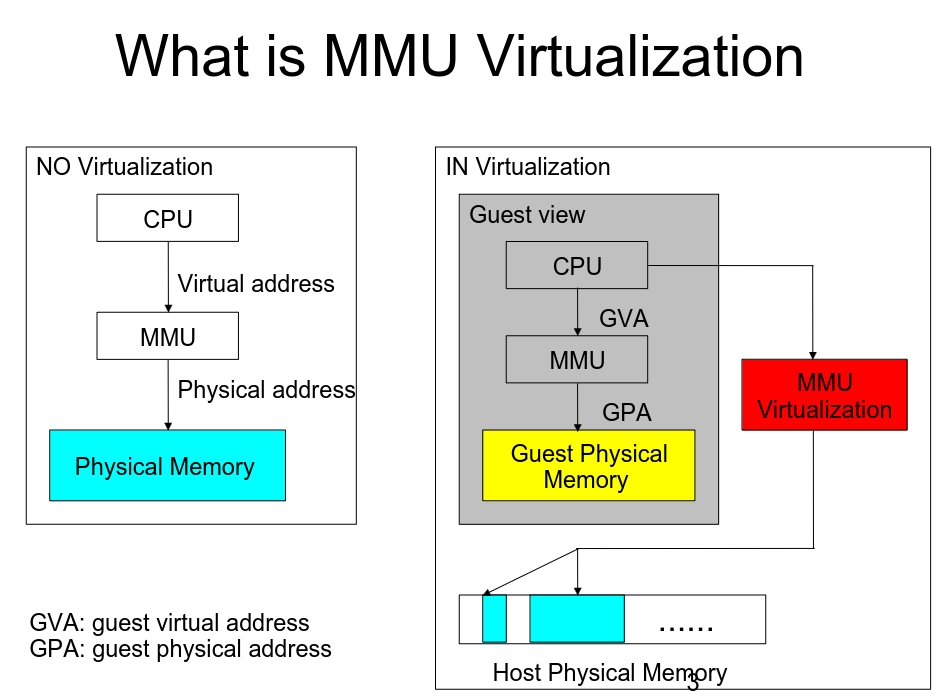 What is MMU Virtualization
NO Virtualization
CPU
Virtual address
MMU
Physical address
Physical Memory
IN Virtualization
Guest view
CPU
GVA
MMU
GPA
Guest Physical
Memory
MMU
Virtualization
......
Host Physical Memory
GVA: guest virtual address
GPA: guest physical address
3